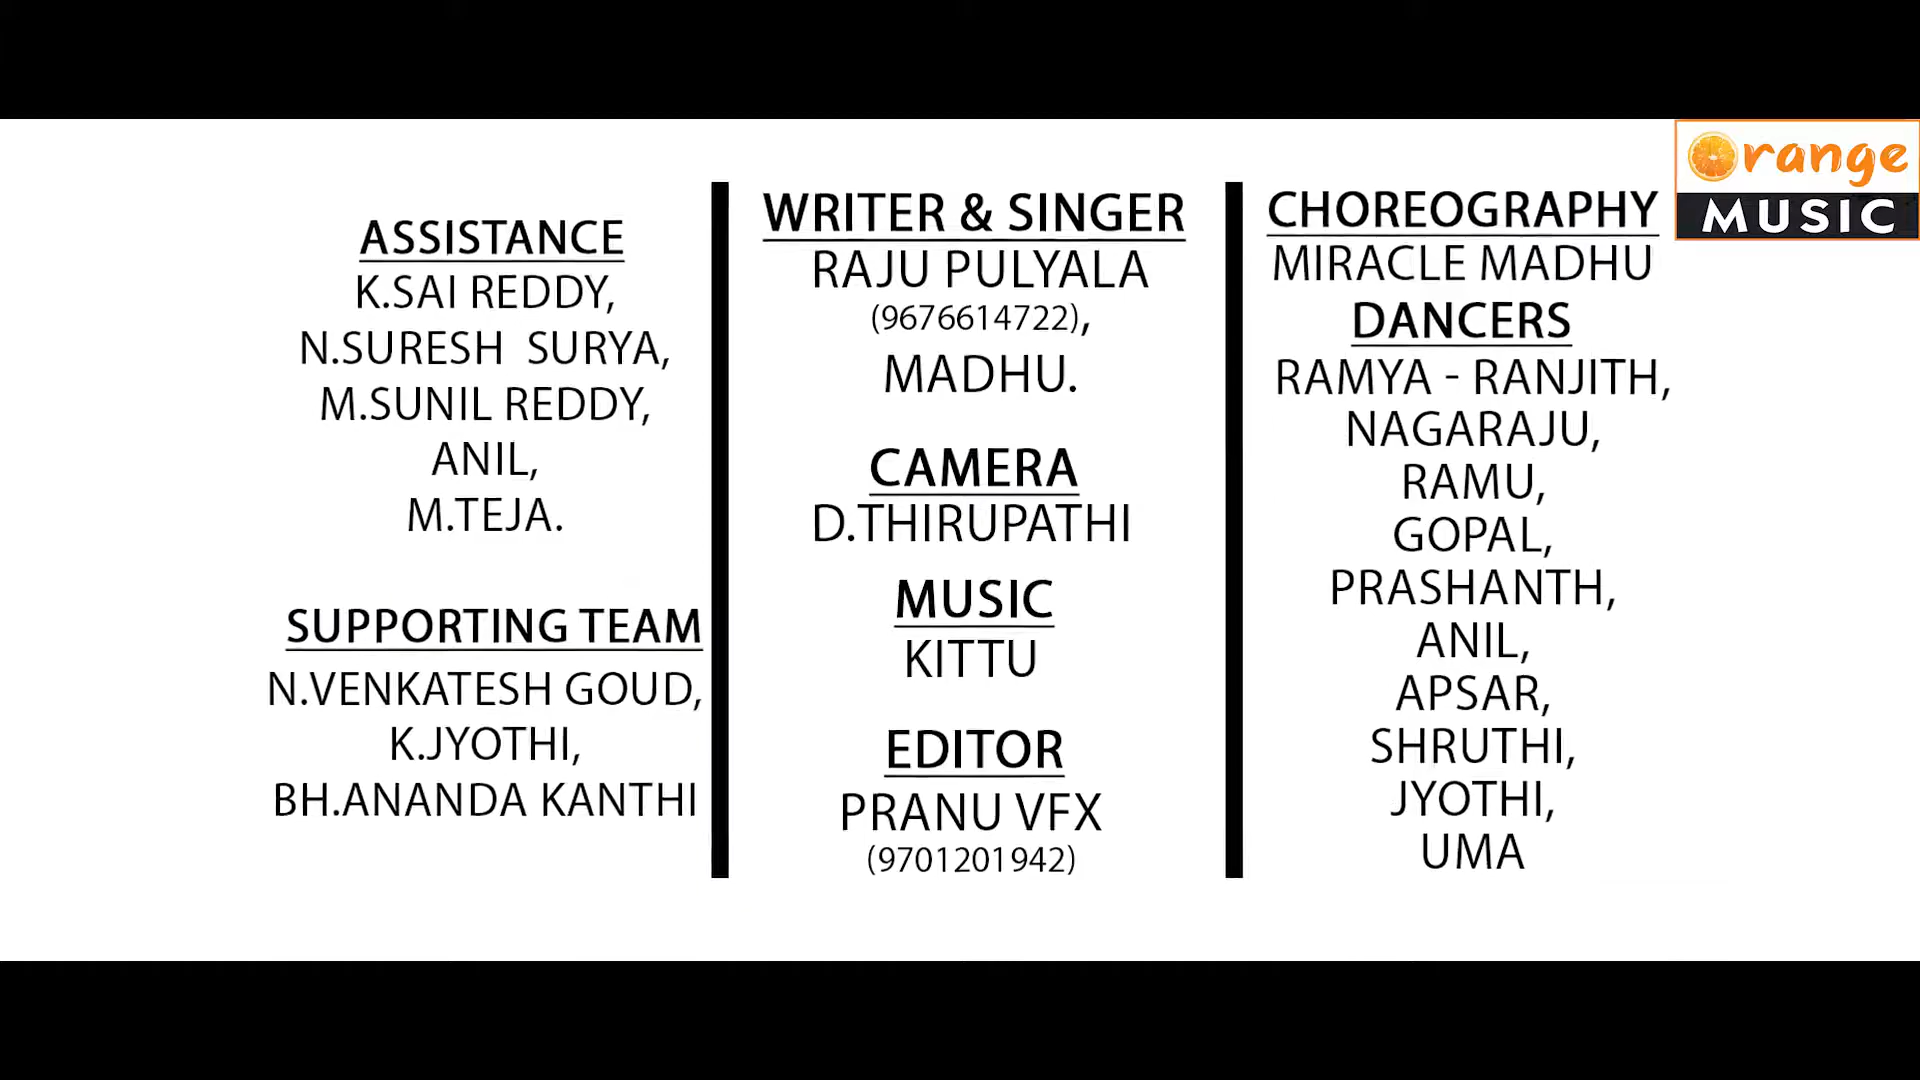 ASSISTANCE
K.SAI REDDY,
N.SURESH SURYA,
M.SUNIL REDDY,
ANIL,
M.TEJA.
SUPPORTING TEAM
N.VENKATESH GOUD,
K.JYOTHI,
BH.ANANDA KANTHI
WRITER & SINGER
RAJU PULYALA
(9676614722),
MADHU.
CAMERA
D.THIRUPATHI
MUSIC
KITTU
EDITOR
PRANU VFX
(9701201942)
CHOREOGRAPHY
MIRACLE MADHU
DANCERS
RAMYA - RANJITH,
NAGARAJU,
RAMU,
GOPAL,
PRASHANTH,
ANIL,
APSAR,
SHRUTHI,
JYOTHI,
UMA
Orange
MUSIC